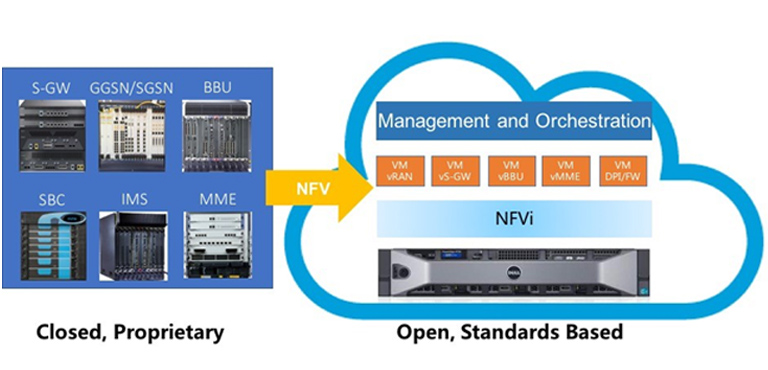 S-GW GGSN/SGSN BBU
SBC IMS MME
NFV
Management and Orchestration
VM VM VM VM VM
vRAN vS-GW vBBU vMME DPI/FW
NFVi
DELL
Closed, Proprietary
Open, Standards Based